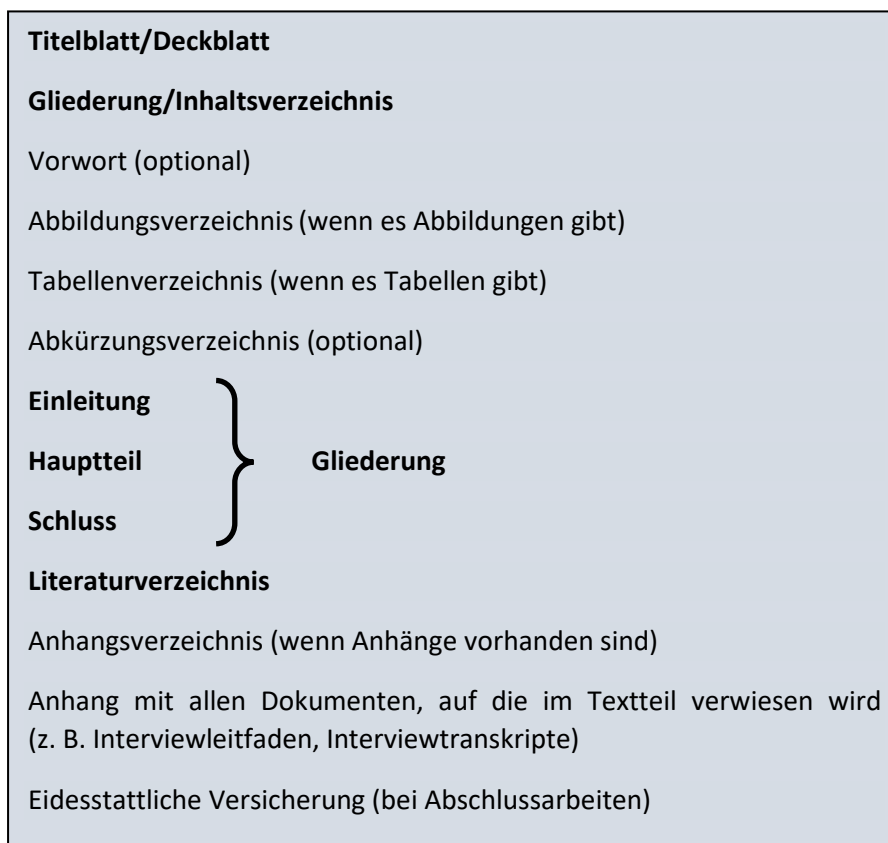 Titelblatt/Deckblatt
Gliederung/Inhaltsverzeichnis
Vorwort (optional)
Abbildungsverzeichnis (wenn es Abbildungen gibt)
Tabellenverzeichnis (wenn es Tabellen gibt)
Abkürzungsverzeichnis (optional)
Einleitung
Hauptteil Gliederung
Schluss
Literaturverzeichnis
Anhangsverzeichnis (wenn Anhänge vorhanden sind)
Anhang mit allen Dokumenten, auf die im Textteil verwiesen wird
(z. B. Interviewleitfaden, Interviewtranskripte)
Eidesstattliche Versicherung (bei Abschlussarbeiten)